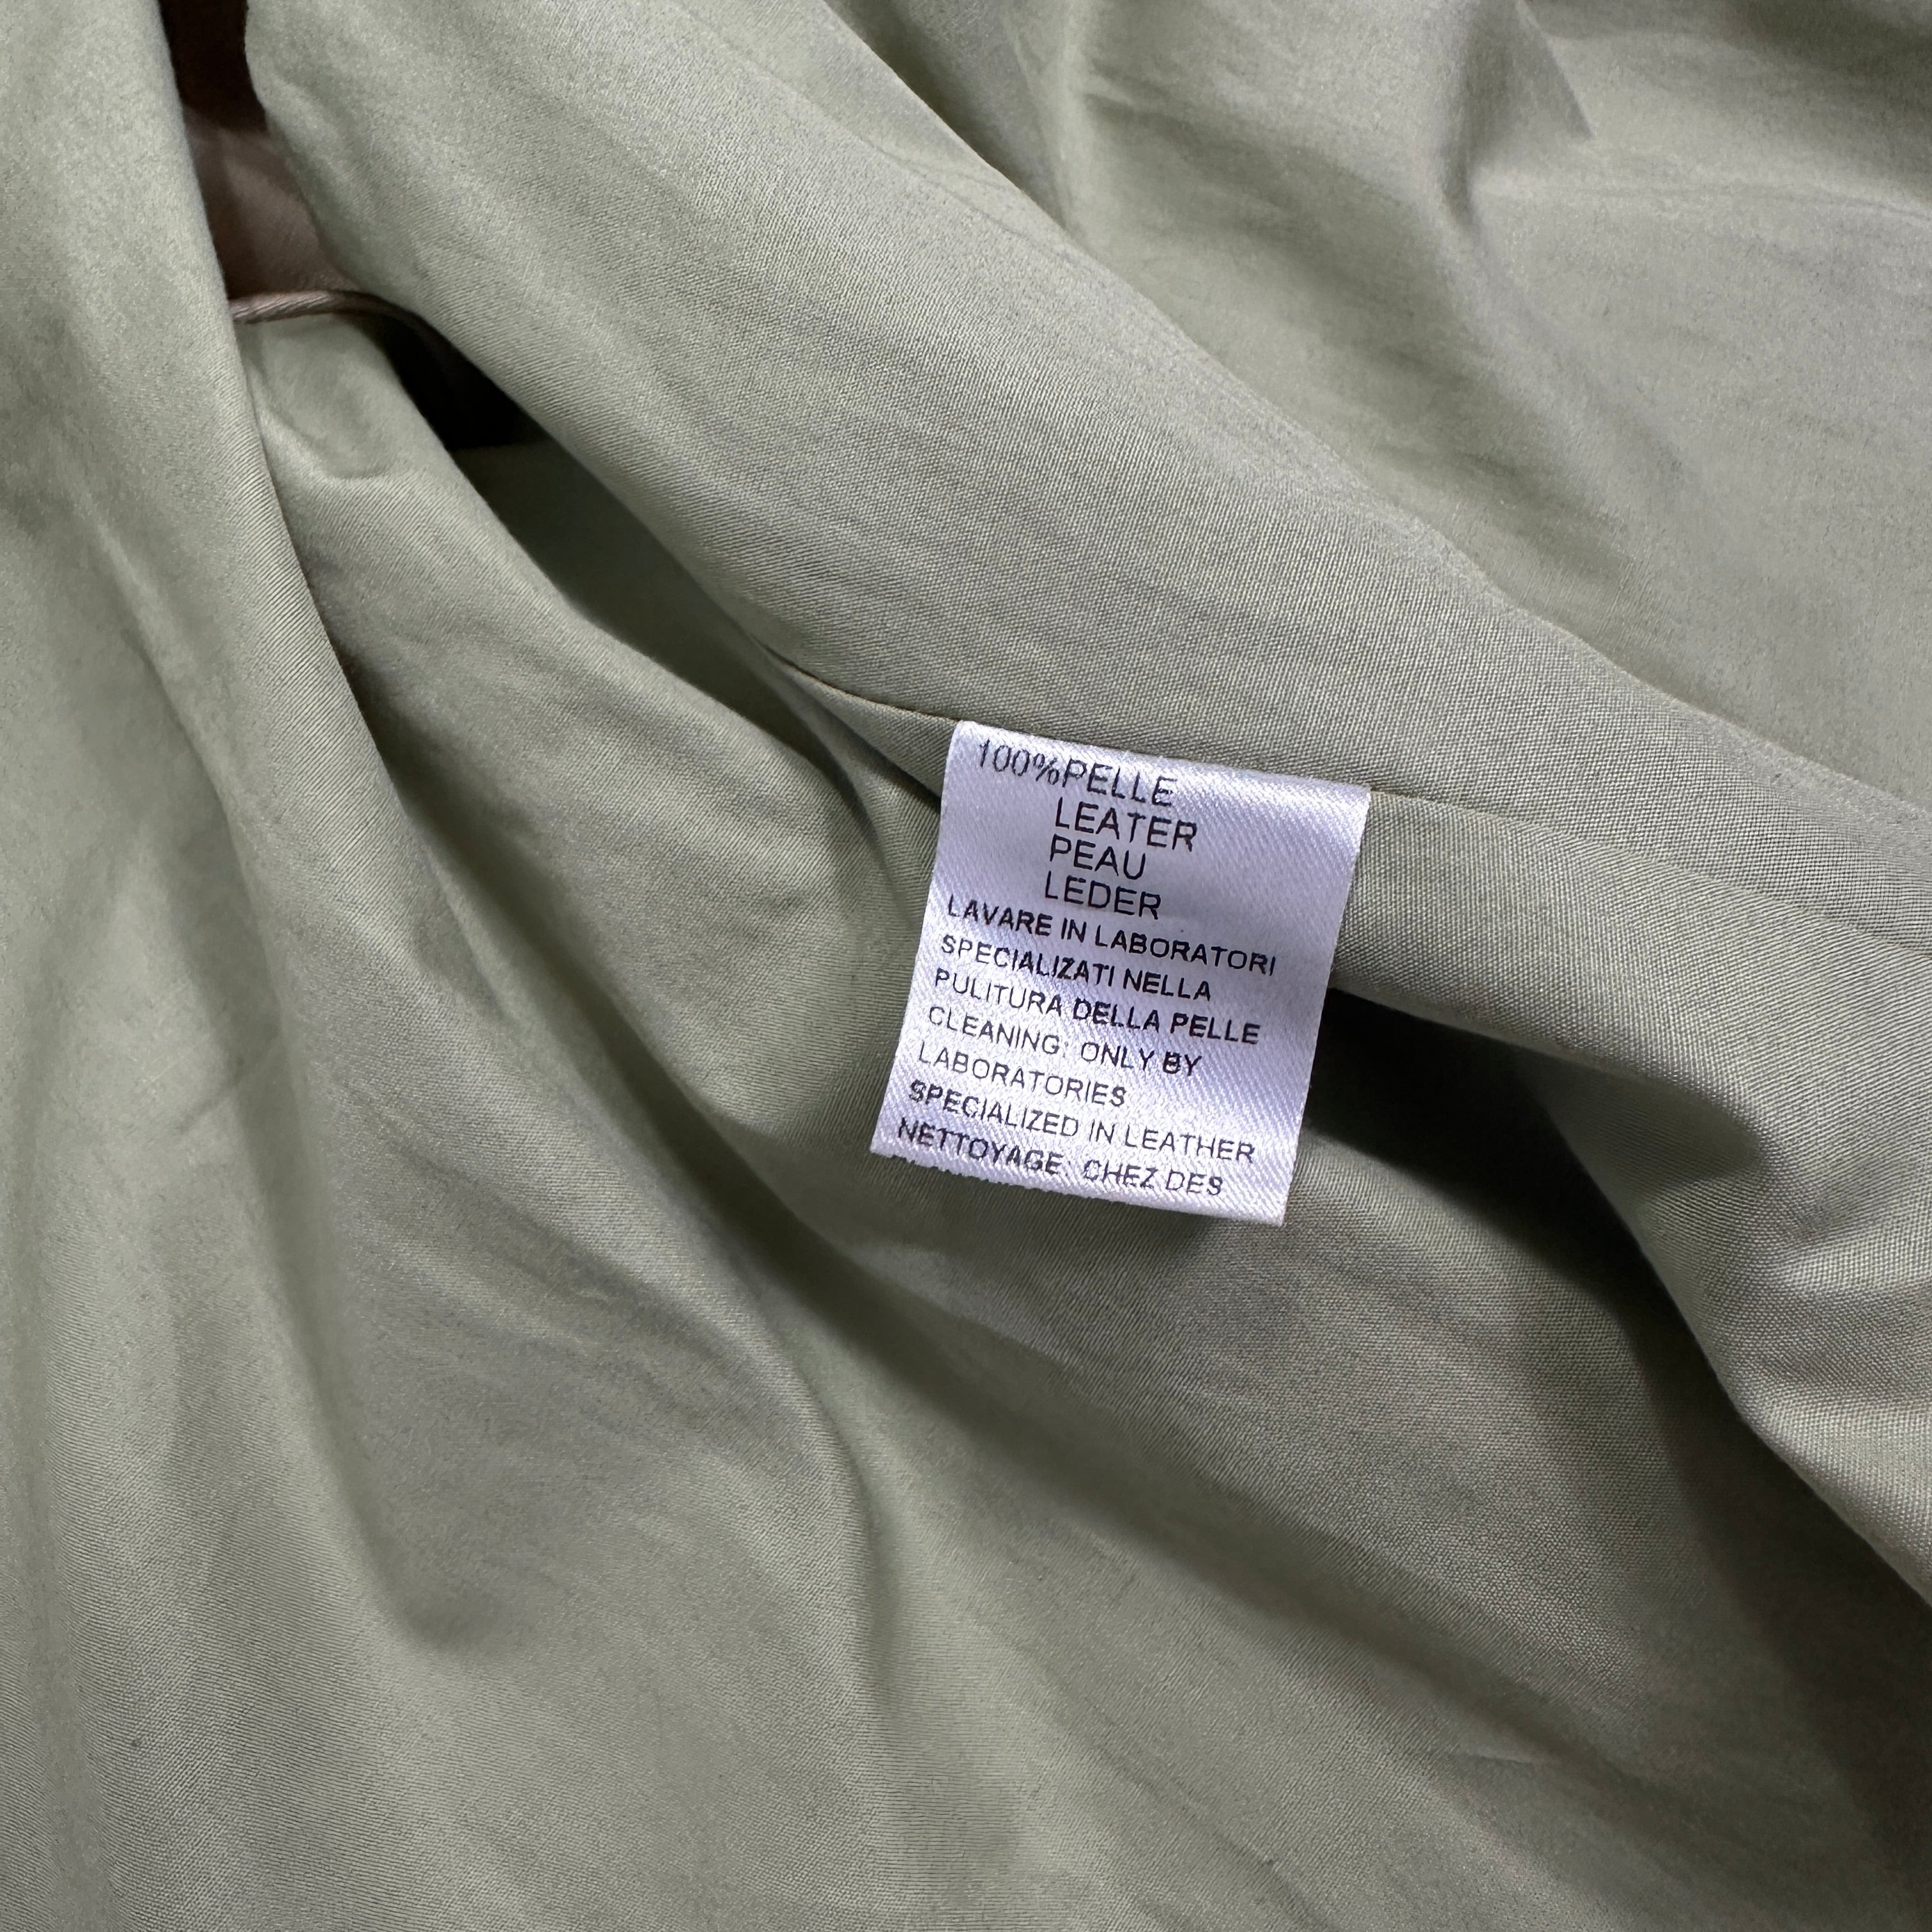 100%PELLE
LEATER
PEAU
LEDER
LAVARE IN LABORATORI
SPECIALIZATI NELLA
PULITURA DELLA PELLE
CLEANING: ONLY BY
LABORATORIES
SPECIALIZED IN LEATHER
NETTOYAGE: CHEZ DES